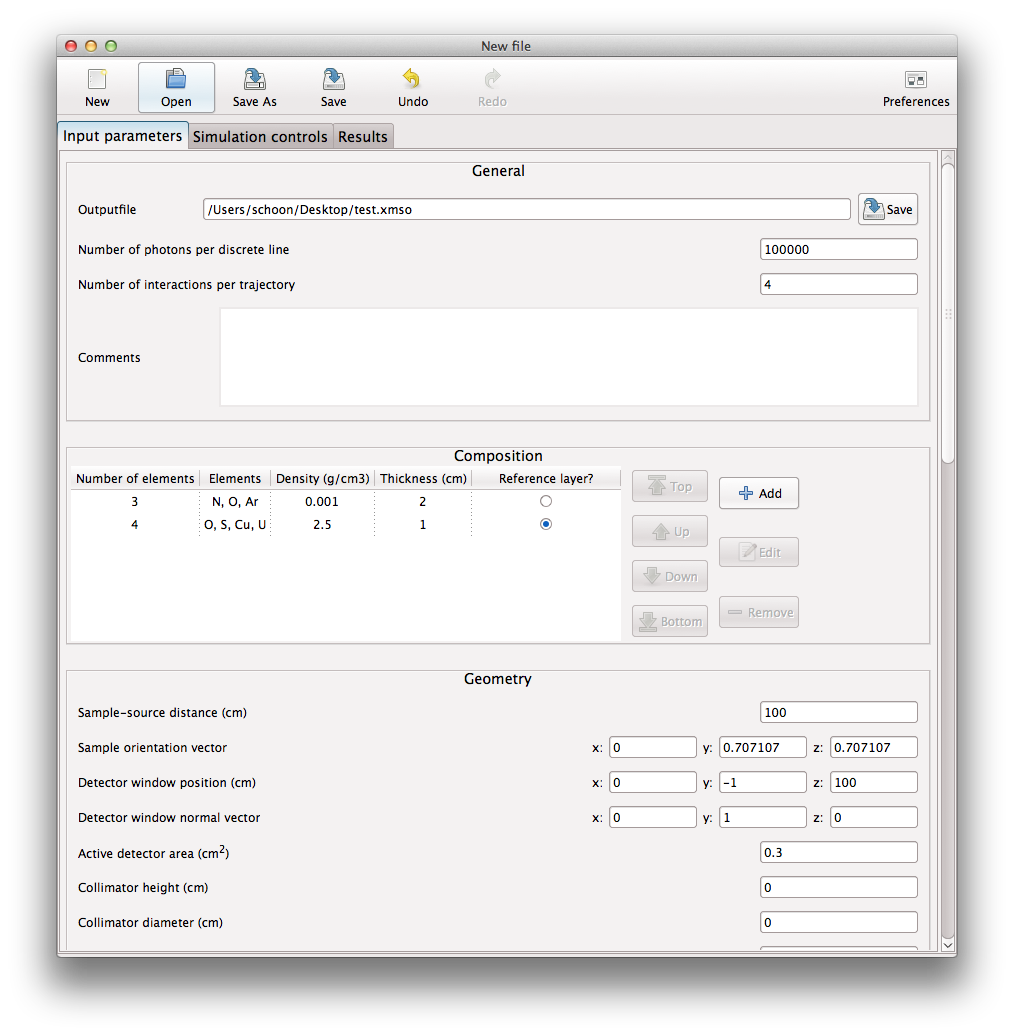 New file
New Open Save As Save Undo Redo Preferences
Input parameters Simulation controls Results
General
Outputfile /Users/schoon/Desktop/test.xmso Save
Number of photons per discrete line 100000
Number of interactions per trajectory 4
Comments
Composition
Number of elements Elements Density (g/cm3) Thickness (cm) Reference layer?
3 N, O, Ar 0.001 2
4 O, S, Cu, U 2.5 1
Top
Up
Down
Bottom
Add
Edit
Remove
Geometry
Sample-source distance (cm) 100
Sample orientation vector x: 0 y: 0.707107 z: 0.707107
Detector window position (cm) x: 0 y: -1 z: 100
Detector window normal vector x: 0 y: 1 z: 0
Active detector area (cm²) 0.3
Collimator height (cm) 0
Collimator diameter (cm) 0